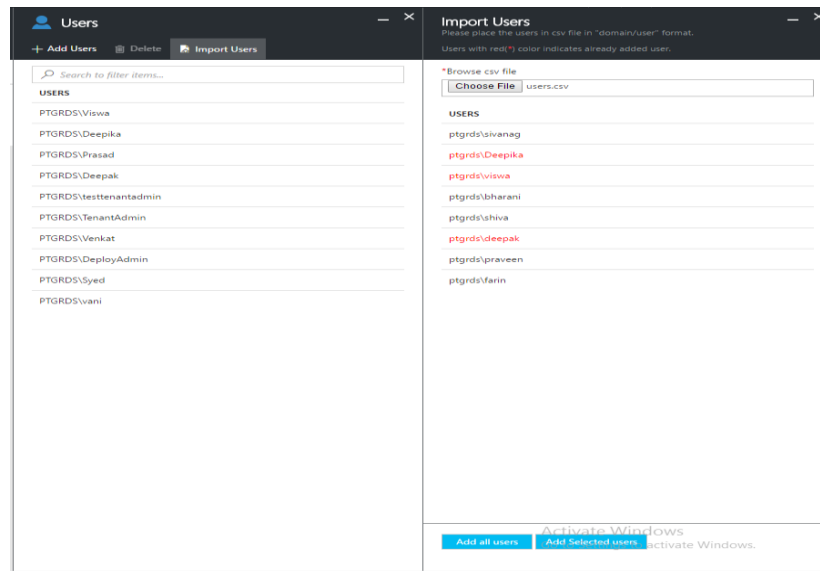 Users
Add Users Delete Import Users
Search to filter items...
USERS
PTGRDS\Viswa
PTGRDS\Deepika
PTGRDS\Prasad
PTGRDS\Deepak
PTGRDS\testtenantadmin
PTGRDS\TenantAdmin
PTGRDS\Venkat
PTGRDS\DeployAdmin
PTGRDS\Syed
PTGRDS\vani
Import Users
Please place the users in csv file in "domain/user" format.
Users with red(*) color indicates already added user.
*Browse csv file
Choose File users.csv
USERS
ptgrds\sivanag
ptgrds\Deepika
ptgrds\viswa
ptgrds\bharani
ptgrds\shiva
ptgrds\deepak
ptgrds\praveen
ptgrds\farin
Activate Windows
Add all users Add Selected users activate Windows.